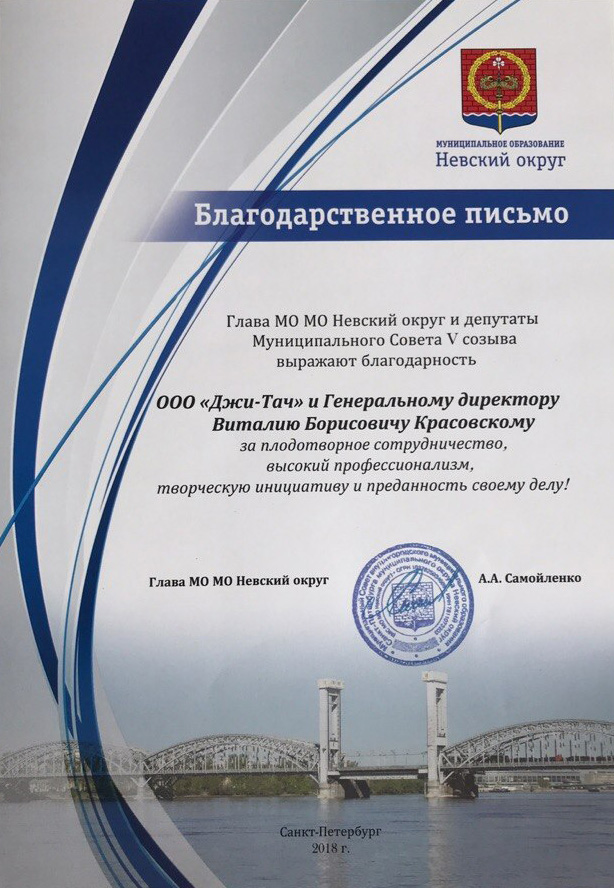 МУНИЦИПАЛЬНОЕ ОБРАЗОВАНИЕ
Невский округ
Благодарственное письмо
Глава МО МО Невский округ и депутаты
Муниципального Совета V созыва
выражают благодарность
ООО «Джи-Тач» и Генеральному директору
Виталию Борисовичу Красовскому
за плодотворное сотрудничество,
высокий профессионализм,
творческую инициативу и преданность своему делу!
Глава МО МО Невский округ
А.А. Самойленко
Санкт-Петербург
2018 г.